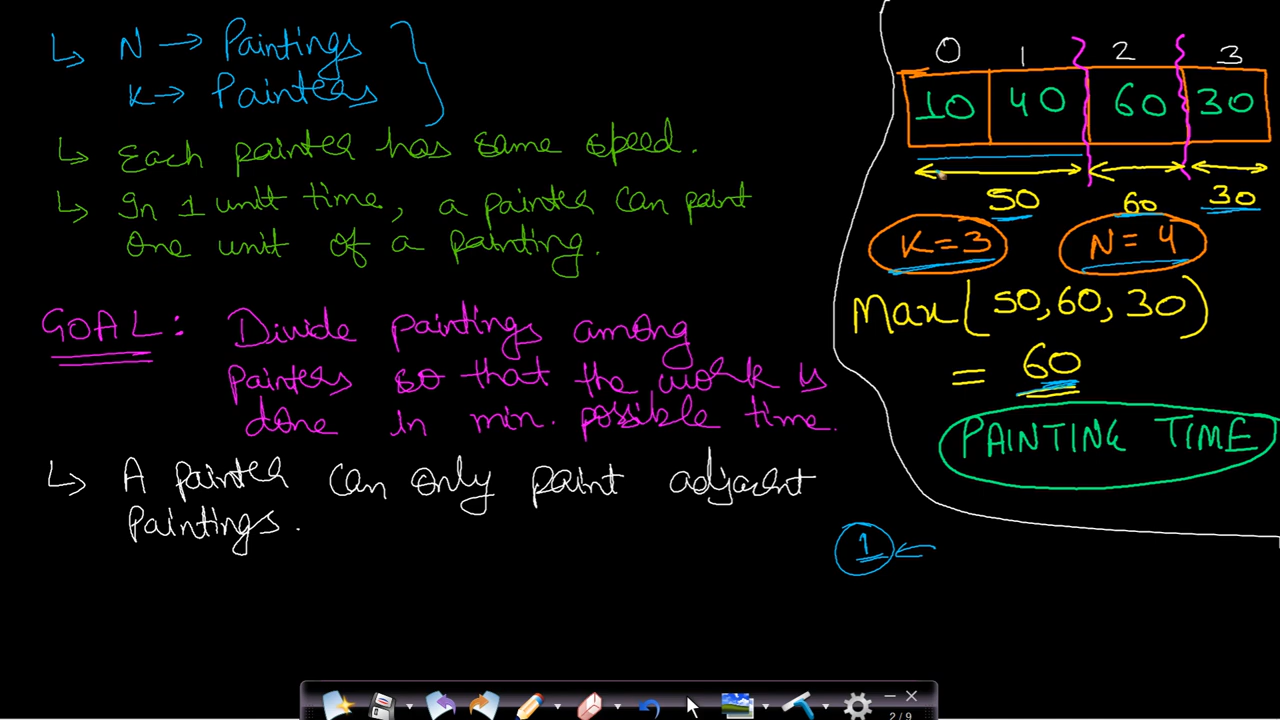 ↳ N → Paintings
K → Painters
↳ Each painter has same speed.
↳ In 1 unit time, a painter can paint
one unit of a painting.
GOAL: Divide paintings among
painters so that the work is
done in min. possible time.
↳ A painter can only paint adjacent
Paintings.
0 1 2 3
10 40 60 30
50 60 30
K=3 N=4
Max(50,60,30)
= 60
PAINTING TIME
1 ←
2 / 9